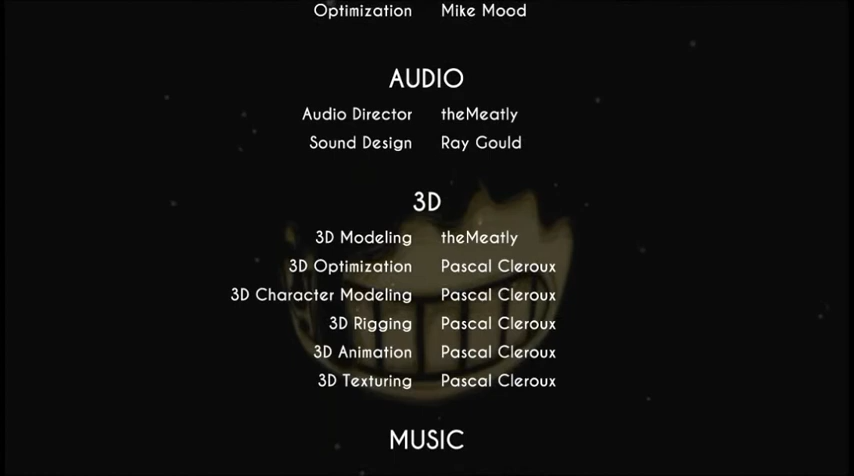 Optimization Mike Mood
AUDIO
Audio Director theMeatly
Sound Design Ray Gould
3D
3D Modeling theMeatly
3D Optimization Pascal Cleroux
3D Character Modeling Pascal Cleroux
3D Rigging Pascal Cleroux
3D Animation Pascal Cleroux
3D Texturing Pascal Cleroux
MUSIC